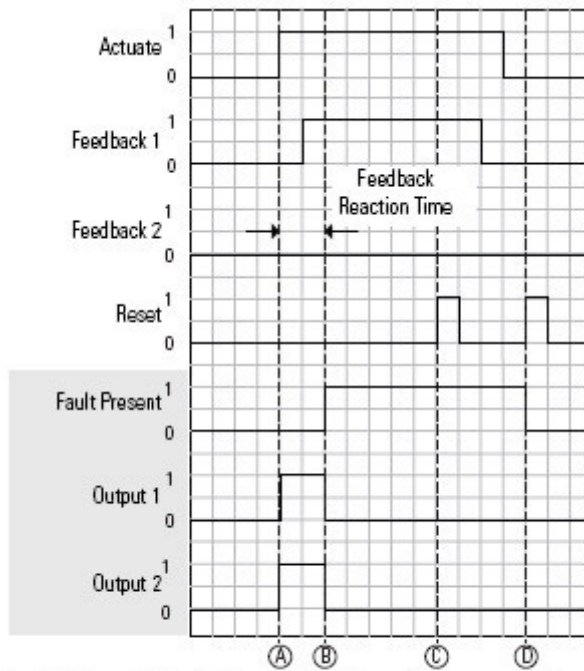 Actuate 1
0
Feedback 1 1
0
Feedback
Reaction Time
Feedback 2 1
0
Reset 1
0
Fault Present 1
0
Output 1 1
0
Output 2 1
0
Ⓐ Ⓑ Ⓒ Ⓓ